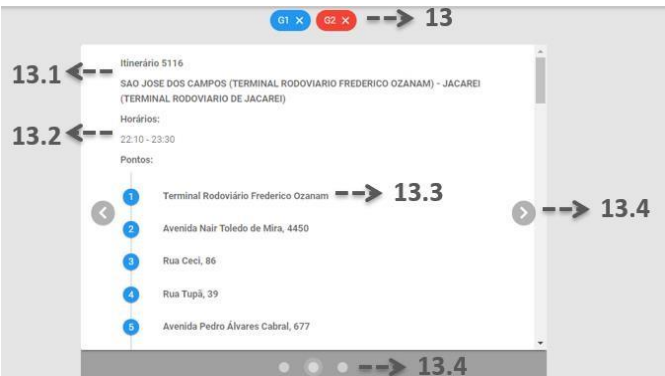 G1 × G2 × 13
13.1
Itinerário 5116
SAO JOSE DOS CAMPOS (TERMINAL RODOVIARIO FREDERICO OZANAM) - JACAREI
(TERMINAL RODOVIARIO DE JACAREI)
Horários:
13.2
22:10 - 23:30
Pontos:
1 Terminal Rodoviário Frederico Ozanam 13.3
13.4
2 Avenida Nair Toledo de Mira, 4450
3 Rua Ceci, 86
4 Rua Tupã, 39
5 Avenida Pedro Álvares Cabral, 677
13.4